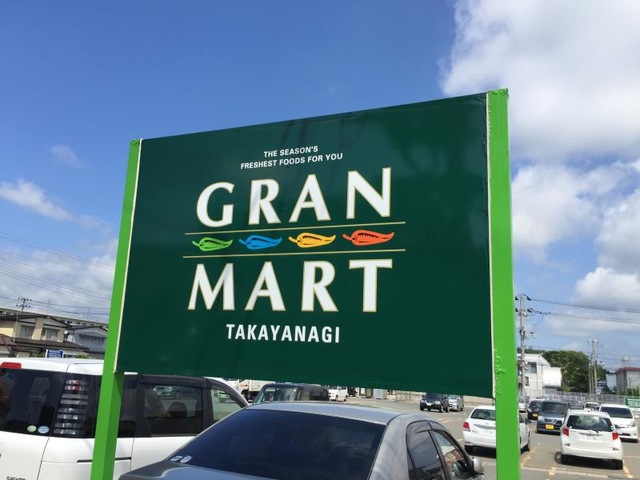 THE SEASON'S
FRESHEST FOODS FOR YOU
GRAN
MART
TAKAYANAGI